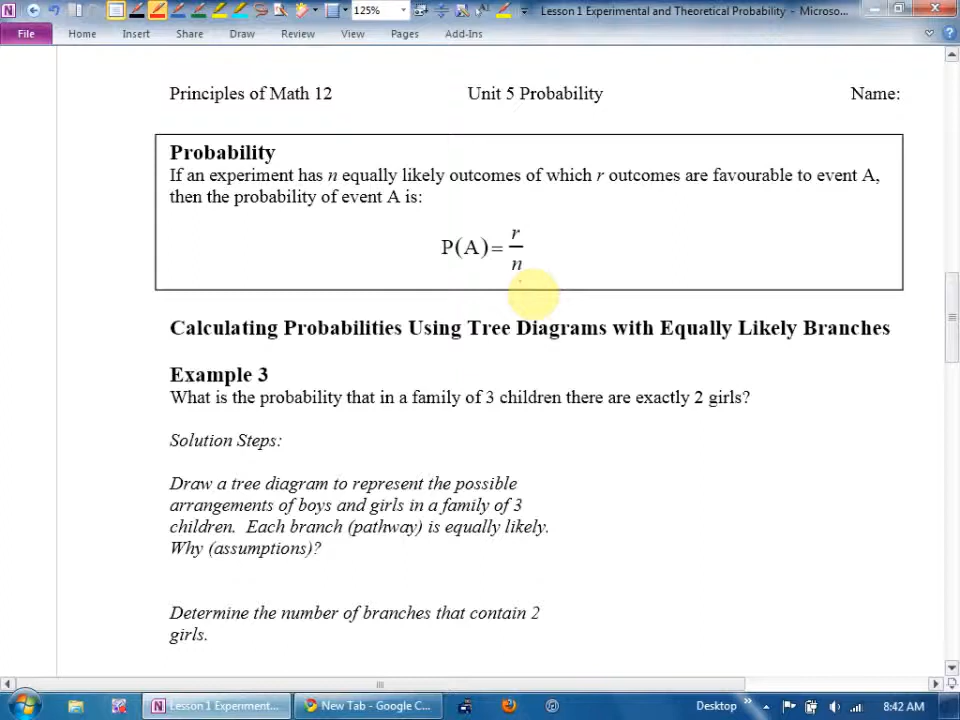 125%
Lesson 1 Experimental and Theoretical Probability - Microso...
File
Home
Insert
Share
Draw
Review
View
Pages
Add-Ins
Principles of Math 12
Unit 5 Probability
Name:
Probability
If an experiment has n equally likely outcomes of which r outcomes are favourable to event A,
then the probability of event A is:
P(A) = r/n
Calculating Probabilities Using Tree Diagrams with Equally Likely Branches
Example 3
What is the probability that in a family of 3 children there are exactly 2 girls?
Solution Steps:
Draw a tree diagram to represent the possible
arrangements of boys and girls in a family of 3
children. Each branch (pathway) is equally likely.
Why (assumptions)?
Determine the number of branches that contain 2
girls.
Lesson 1 Experiment...
New Tab - Google C...
Desktop
8:42 AM